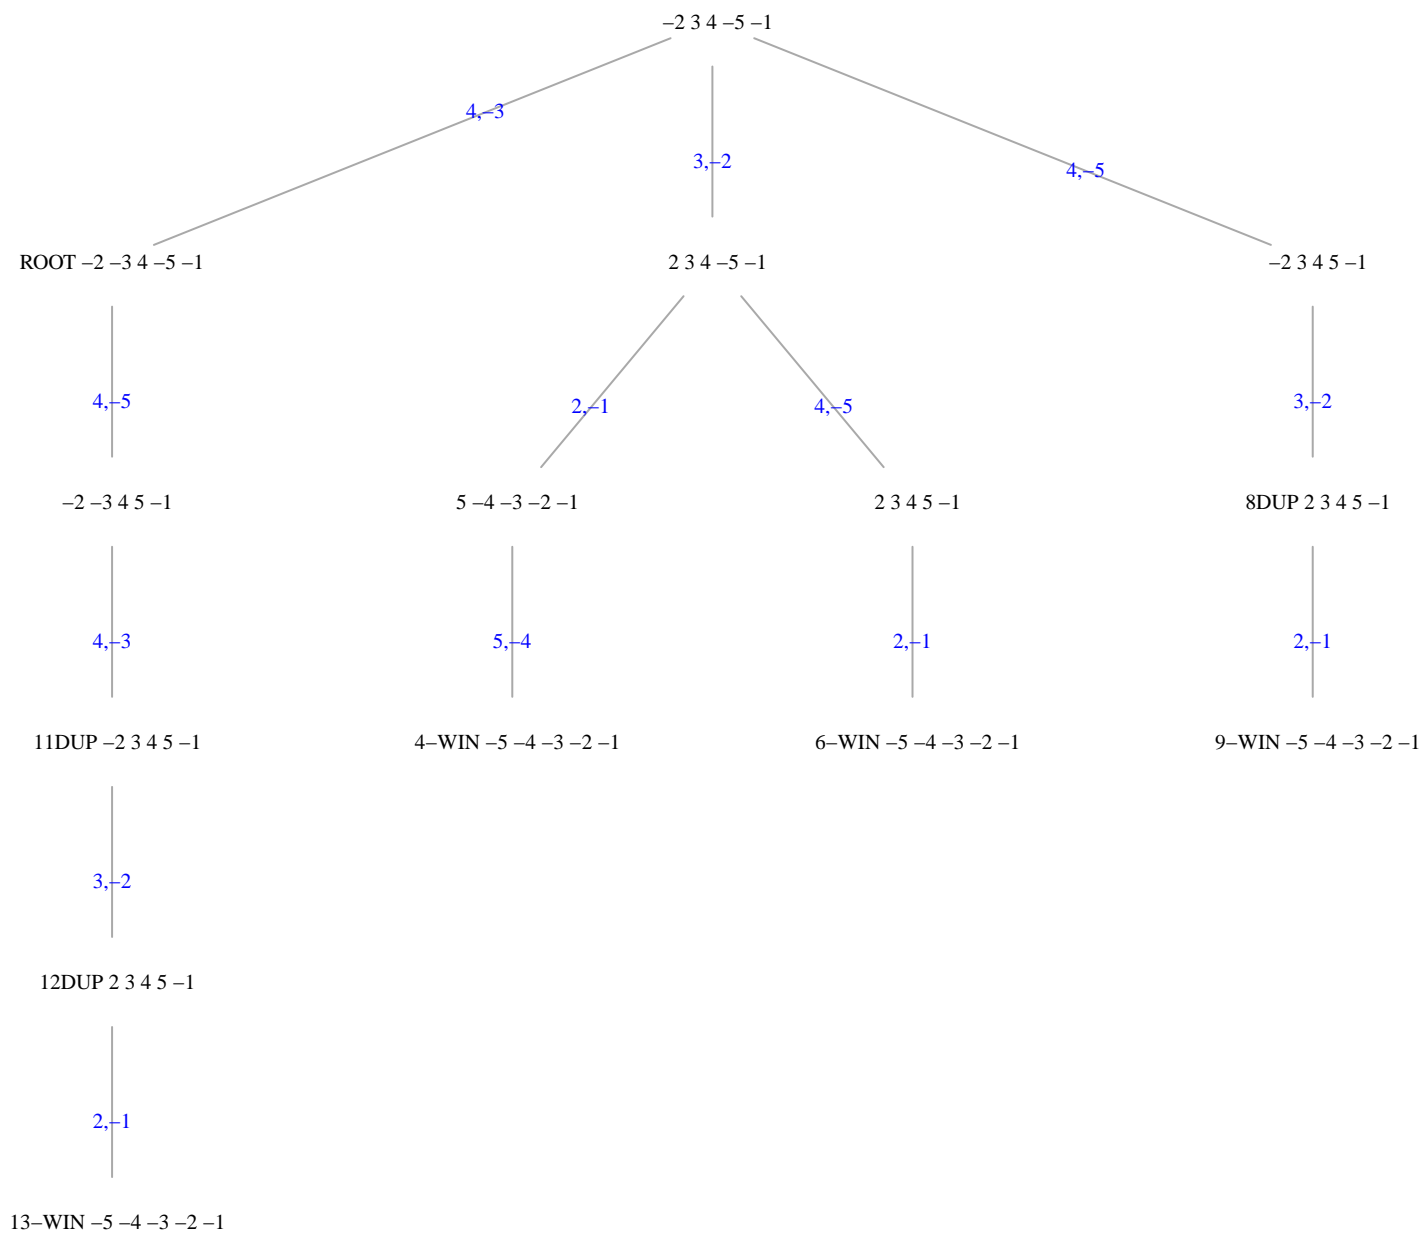 –2 3 4 –5 –1
4,–3
3,–2
4,–5
ROOT –2 –3 4 –5 –1
2 3 4 –5 –1
–2 3 4 5 –1
4,–5
2,–1
4,–5
3,–2
–2 –3 4 5 –1
5 –4 –3 –2 –1
2 3 4 5 –1
8DUP 2 3 4 5 –1
4,–3
5,–4
2,–1
2,–1
11DUP –2 3 4 5 –1
4–WIN –5 –4 –3 –2 –1
6–WIN –5 –4 –3 –2 –1
9–WIN –5 –4 –3 –2 –1
3,–2
12DUP 2 3 4 5 –1
2,–1
13–WIN –5 –4 –3 –2 –1